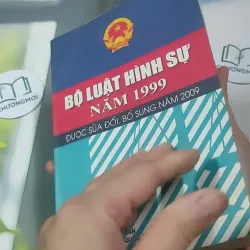 BỘ LUẬT HÌNH SỰ
NĂM 1999
ĐƯỢC SỬA ĐỔI, BỔ SUNG NĂM 2009